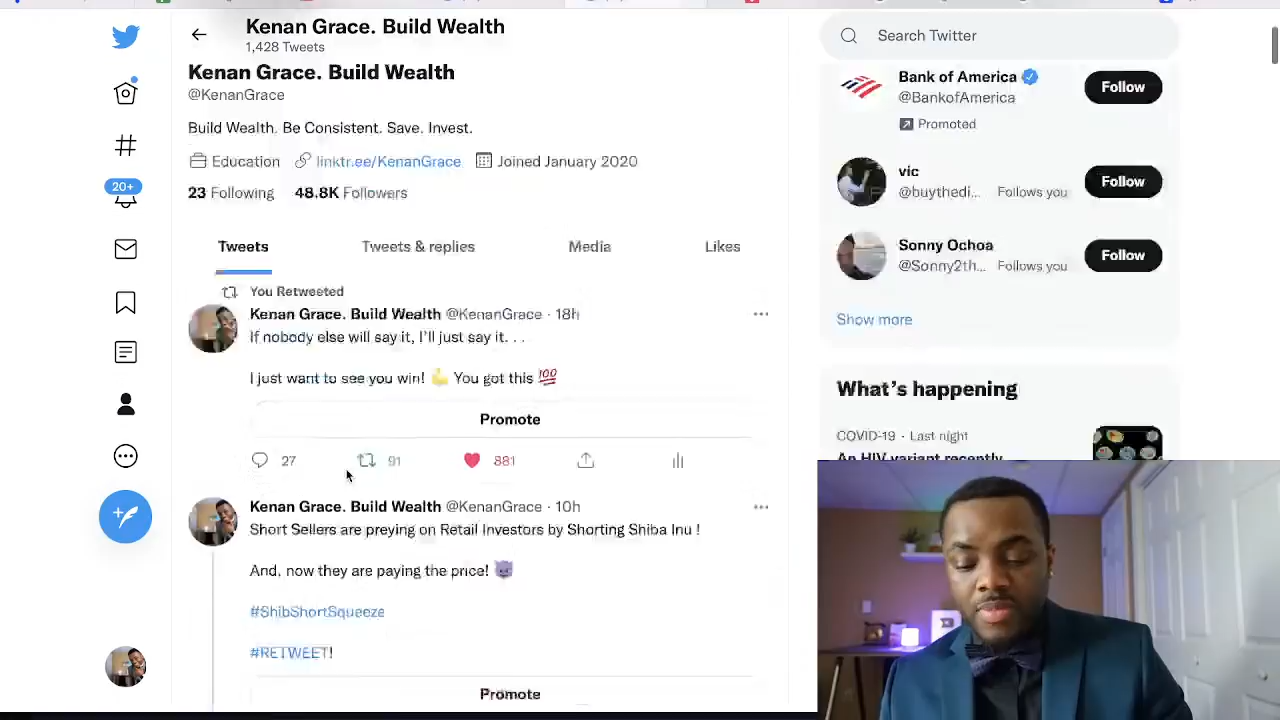 Kenan Grace. Build Wealth
1,428 Tweets
Kenan Grace. Build Wealth
@KenanGrace
Build Wealth. Be Consistent. Save. Invest.
Education linktr.ee/KenanGrace Joined January 2020
23 Following 48.8K Followers
Tweets Tweets & replies Media Likes
You Retweeted
Kenan Grace. Build Wealth @KenanGrace · 18h
If nobody else will say it, I'll just say it. . .
I just want to see you win! 💪 You got this 💯
Promote
27 91 881
Kenan Grace. Build Wealth @KenanGrace · 10h
Short Sellers are preying on Retail Investors by Shorting Shiba Inu !
And, now they are paying the price! 😈
#ShibShortSqueeze
#RETWEET!
Promote
20+
Search Twitter
Bank of America
@BankofAmerica
Follow
Promoted
vic
@buythedi... Follows you
Follow
Sonny Ochoa
@Sonny2th... Follows you
Follow
Show more
What's happening
COVID-19 · Last night
An HIV variant recently